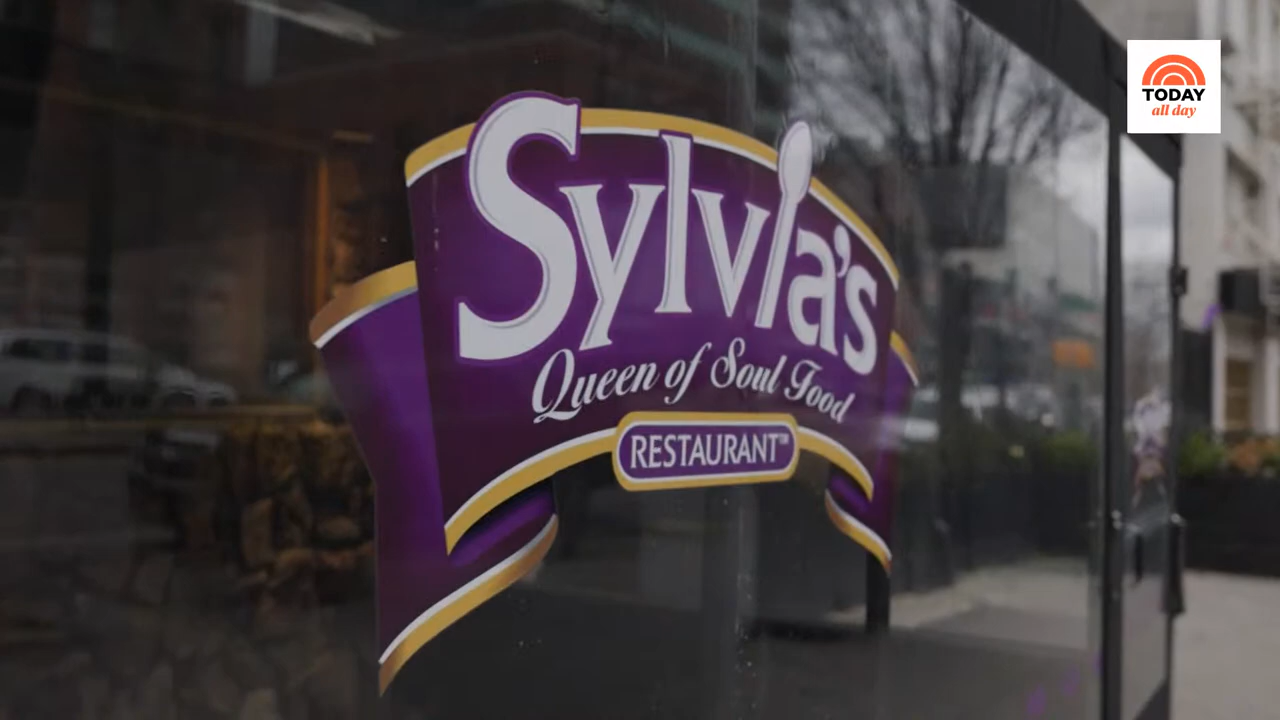 TODAY
all day
Sylvia's
Queen of Soul Food
RESTAURANT™